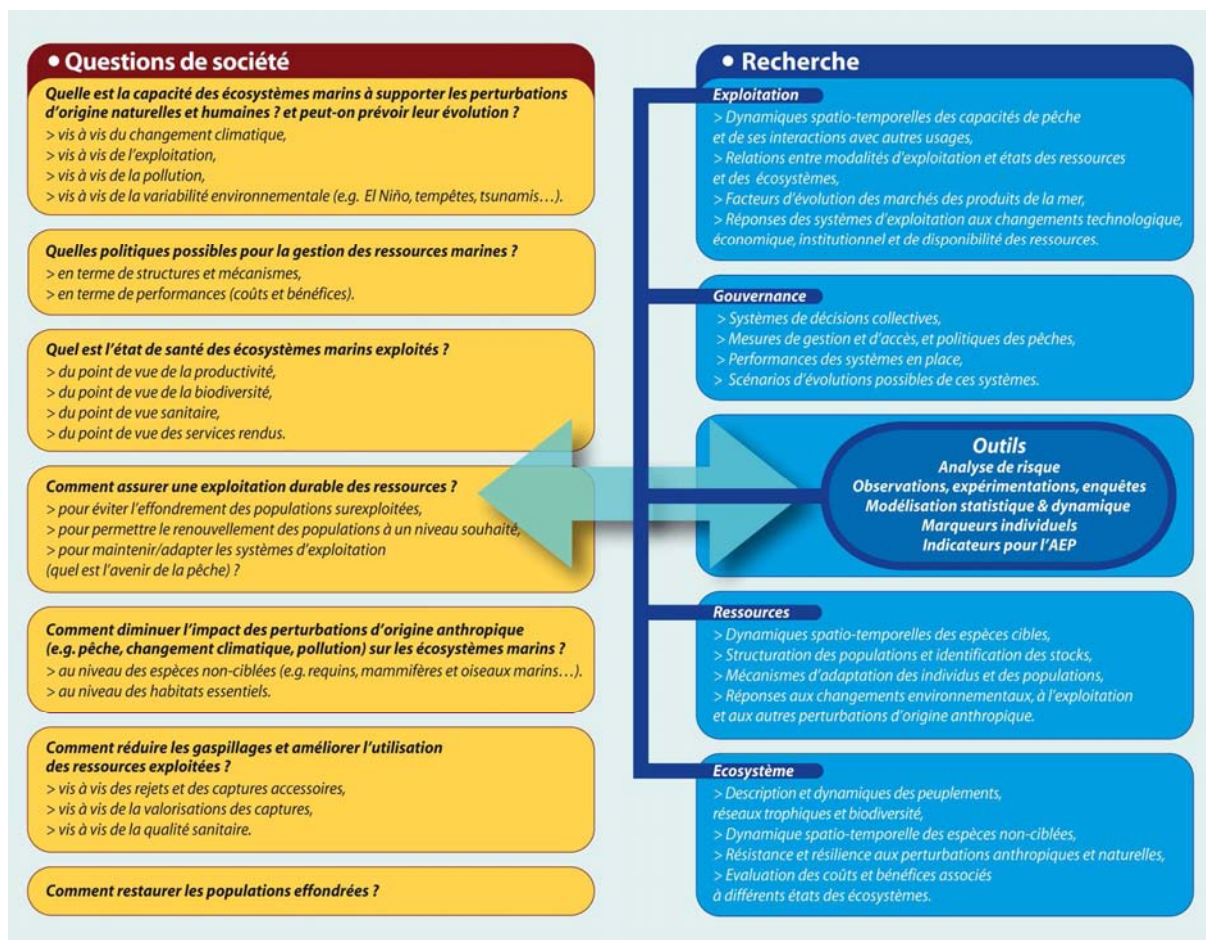 • Questions de société
Quelle est la capacité des écosystèmes marins à supporter les perturbations
d'origine naturelles et humaines ? et peut-on prévoir leur évolution ?
> vis à vis du changement climatique,
> vis à vis de l'exploitation,
> vis à vis de la pollution,
> vis à vis de la variabilité environnementale (e.g. El Niño, tempêtes, tsunamis…).
Quelles politiques possibles pour la gestion des ressources marines ?
> en terme de structures et mécanismes,
> en terme de performances (coûts et bénéfices).
Quel est l'état de santé des écosystèmes marins exploités ?
> du point de vue de la productivité,
> du point de vue de la biodiversité,
> du point de vue sanitaire,
> du point de vue des services rendus.
Comment assurer une exploitation durable des ressources ?
> pour éviter l'effondrement des populations surexploitées,
> pour permettre le renouvellement des populations à un niveau souhaité,
> pour maintenir/adapter les systèmes d'exploitation
(quel est l'avenir de la pêche) ?
Comment diminuer l'impact des perturbations d'origine anthropique
(e.g. pêche, changement climatique, pollution) sur les écosystèmes marins ?
> au niveau des espèces non-ciblées (e.g. requins, mammifères et oiseaux marins…).
> au niveau des habitats essentiels.
Comment réduire les gaspillages et améliorer l'utilisation
des ressources exploitées ?
> vis à vis des rejets et des captures accessoires,
> vis à vis de la valorisations des captures,
> vis à vis de la qualité sanitaire.
Comment restaurer les populations effondrées ?
• Recherche
Exploitation
> Dynamiques spatio-temporelles des capacités de pêche
et de ses interactions avec autres usages,
> Relations entre modalités d'exploitation et états des ressources
et des écosystèmes,
> Facteurs d'évolution des marchés des produits de la mer,
> Réponses des systèmes d'exploitation aux changements technologique,
économique, institutionnel et de disponibilité des ressources.
Gouvernance
> Systèmes de décisions collectives,
> Mesures de gestion et d'accès, et politiques des pêches,
> Performances des systèmes en place,
> Scénarios d'évolutions possibles de ces systèmes.
Outils
Analyse de risque
Observations, expérimentations, enquêtes
Modélisation statistique & dynamique
Marqueurs individuels
Indicateurs pour l'AEP
Ressources
> Dynamiques spatio-temporelles des espèces cibles,
> Structuration des populations et identification des stocks,
> Mécanismes d'adaptation des individus et des populations,
> Réponses aux changements environnementaux, à l'exploitation
et aux autres perturbations d'origine anthropique.
Ecosystème
> Description et dynamiques des peuplements,
réseaux trophiques et biodiversité,
> Dynamique spatio-temporelle des espèces non-ciblées,
> Résistance et résilience aux perturbations anthropiques et naturelles,
> Evaluation des coûts et bénéfices associés
à différents états des écosystèmes.